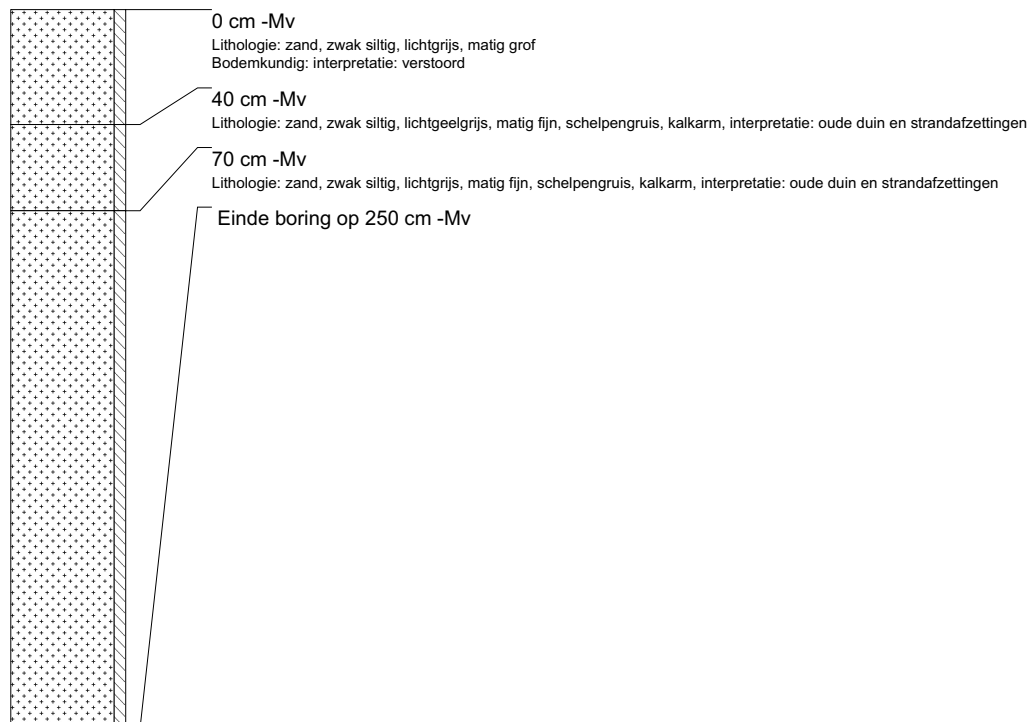 0 cm -Mv
Lithologie: zand, zwak siltig, lichtgrijs, matig grof
Bodemkundig: interpretatie: verstoord
40 cm -Mv
Lithologie: zand, zwak siltig, lichtgeelgrijs, matig fijn, schelpengruis, kalkarm, interpretatie: oude duin en strandafzettingen
70 cm -Mv
Lithologie: zand, zwak siltig, lichtgrijs, matig fijn, schelpengruis, kalkarm, interpretatie: oude duin en strandafzettingen
Einde boring op 250 cm -Mv